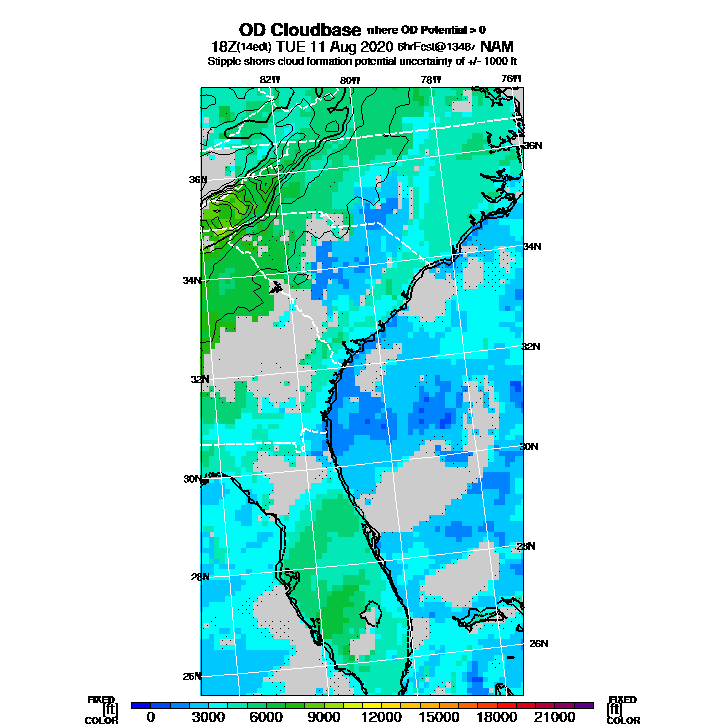 OD Cloudbase where OD Potential > 0
18Z(14edt) TUE 11 Aug 2020 6hrFcst@1348z NAM
Stipple shows cloud formation potential uncertainty of +/- 1000 ft
82W 80W 78W 76W
36N
36N
34N
34N
32N
32N
30N
30N
28N
28N
26N
26N
FIXED FIXED
[ft] [ft]
COLOR 0 3000 6000 9000 12000 15000 18000 21000 COLOR